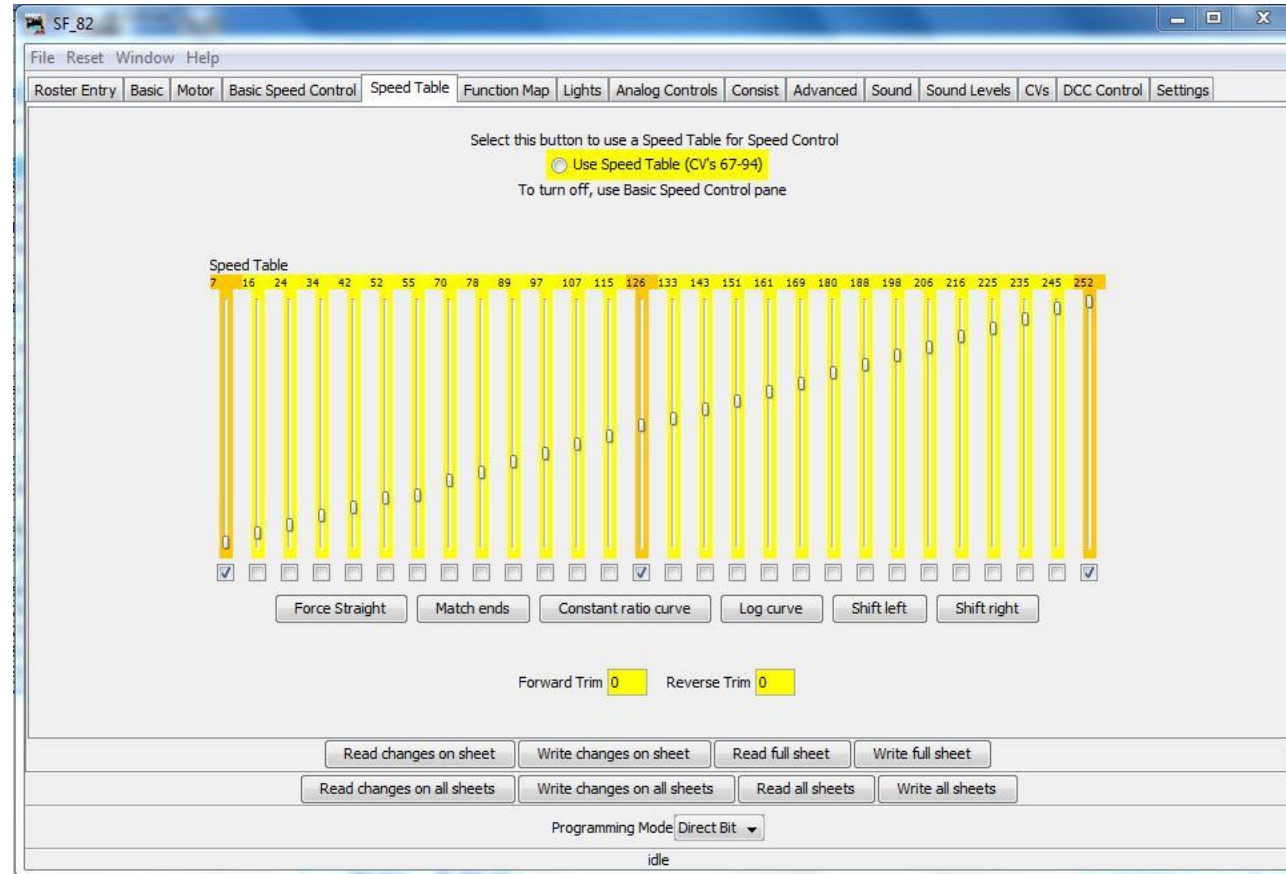 SF_82
File Reset Window Help
Roster Entry Basic Motor Basic Speed Control Speed Table Function Map Lights Analog Controls Consist Advanced Sound Sound Levels CVs DCC Control Settings
Select this button to use a Speed Table for Speed Control
Use Speed Table (CV's 67-94)
To turn off, use Basic Speed Control pane
Speed Table
7 16 24 34 42 52 55 70 78 89 97 107 115 126 133 143 151 161 169 180 188 198 206 216 225 235 245 252
Force Straight Match ends Constant ratio curve Log curve Shift left Shift right
Forward Trim 0 Reverse Trim 0
Read changes on sheet Write changes on sheet Read full sheet Write full sheet
Read changes on all sheets Write changes on all sheets Read all sheets Write all sheets
Programming Mode Direct Bit
idle